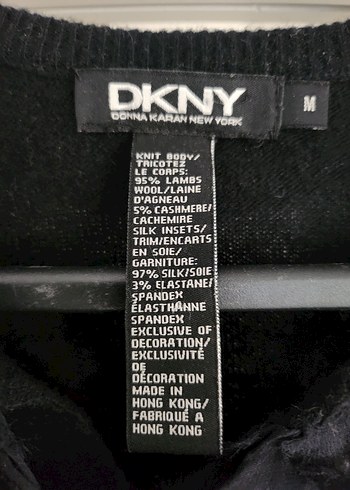 DKNY
DONNA KARAN NEW YORK
M
KNIT BODY/
TRICOTEZ
LE CORPS:
95% LAMBS
WOOL/LAINE
D'AGNEAU
5% CASHMERE/
CACHEMIRE
SILK INSETS/
TRIM/ENCARTS
EN SOIE/
GARNITURE:
97% SILK/SOIE
3% ELASTANE/
SPANDEX
ÉLASTHANNE
SPANDEX
EXCLUSIVE OF
DECORATION/
EXCLUSIVITÉ
DE
DÉCORATION
MADE IN
HONG KONG/
FABRIQUÉ A
HONG KONG